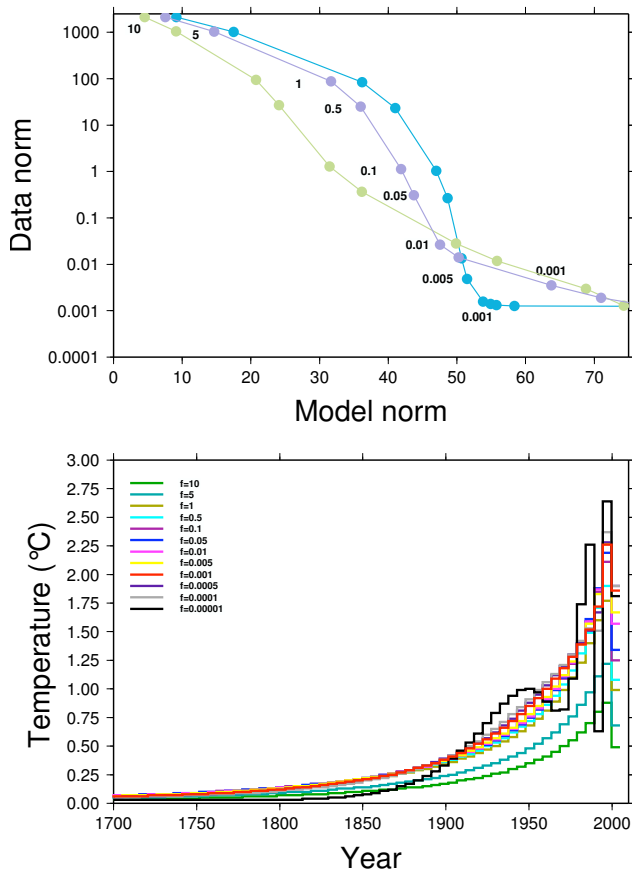 1000
100
10
1
0.1
0.01
0.001
0.0001
Data norm
10
5
1
0.5
0.1
0.05
0.01
0.005
0.001
0.001
0 10 20 30 40 50 60 70
Model norm
3.00
2.75
2.50
2.25
2.00
1.75
1.50
1.25
1.00
0.75
0.50
0.25
0.00
Temperature (°C)
f=10
f=5
f=1
f=0.5
f=0.1
f=0.05
f=0.01
f=0.005
f=0.001
f=0.0005
f=0.0001
f=0.00001
1700 1750 1800 1850 1900 1950 2000
Year